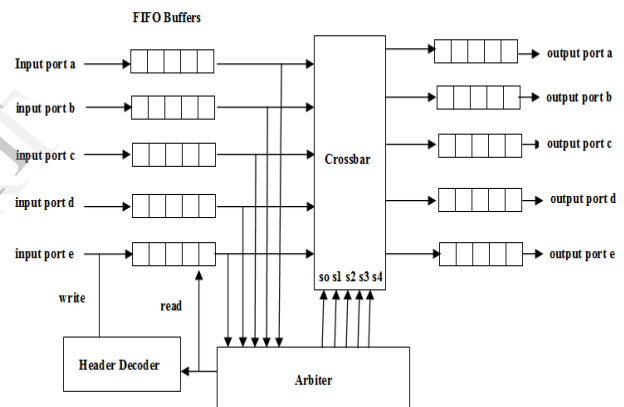 FIFO Buffers
Input port a
input port b
input port c
input port d
input port e
Crossbar
so s1 s2 s3 s4
output port a
output port b
output port c
output port d
output port e
write
read
Header Decoder
Arbiter